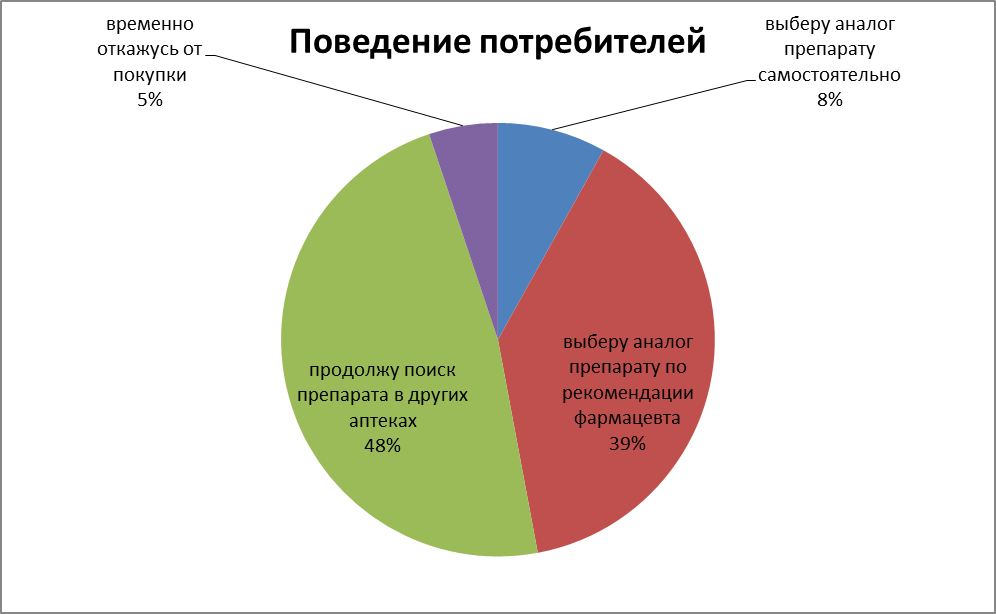 Поведение потребителей
временно
откажусь от
покупки
5%
выберу аналог
препарату
самостоятельно
8%
выберу аналог
препарату по
рекомендации
фармацевта
39%
продолжу поиск
препарата в других
аптеках
48%